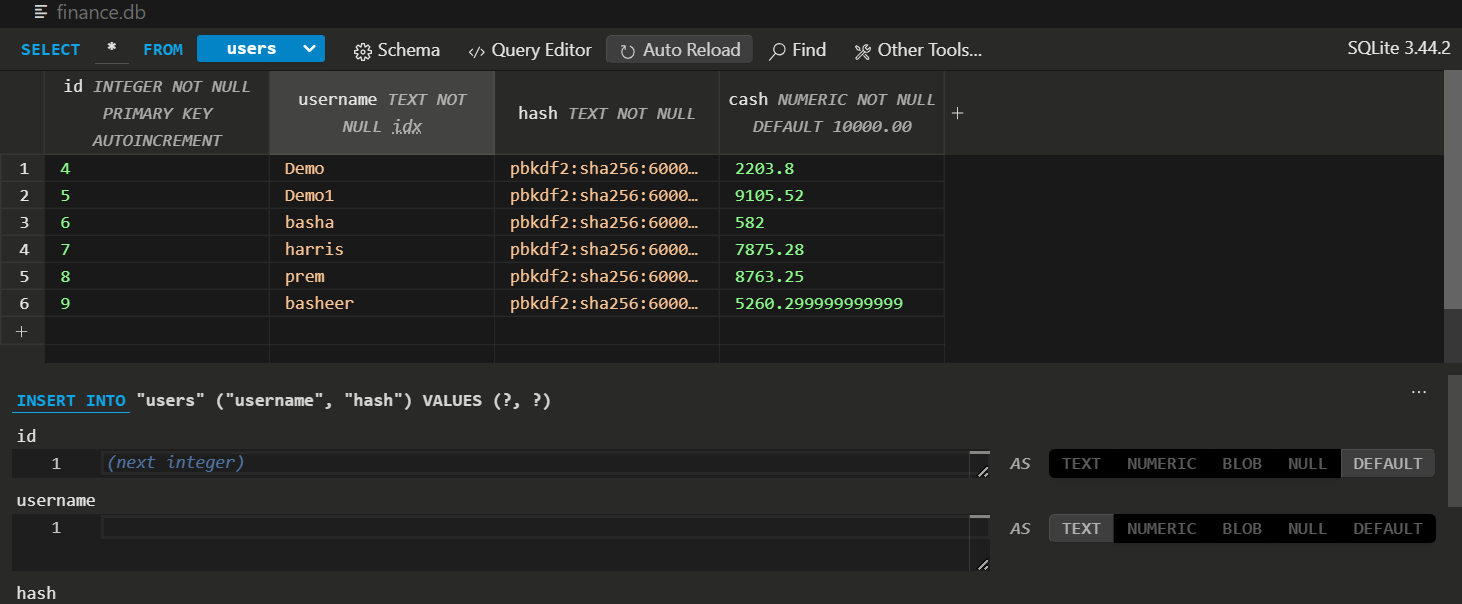 finance.db
SELECT * FROM users Schema Query Editor Auto Reload Find Other Tools... SQLite 3.44.2
id INTEGER NOT NULL PRIMARY KEY AUTOINCREMENT
username TEXT NOT NULL idx
hash TEXT NOT NULL
cash NUMERIC NOT NULL DEFAULT 10000.00
+
1 4 Demo pbkdf2:sha256:6000… 2203.8
2 5 Demo1 pbkdf2:sha256:6000… 9105.52
3 6 basha pbkdf2:sha256:6000… 582
4 7 harris pbkdf2:sha256:6000… 7875.28
5 8 prem pbkdf2:sha256:6000… 8763.25
6 9 basheer pbkdf2:sha256:6000… 5260.299999999999
+
INSERT INTO "users" ("username", "hash") VALUES (?, ?) ...
id
1 (next integer) AS TEXT NUMERIC BLOB NULL DEFAULT
username
1 AS TEXT NUMERIC BLOB NULL DEFAULT
hash